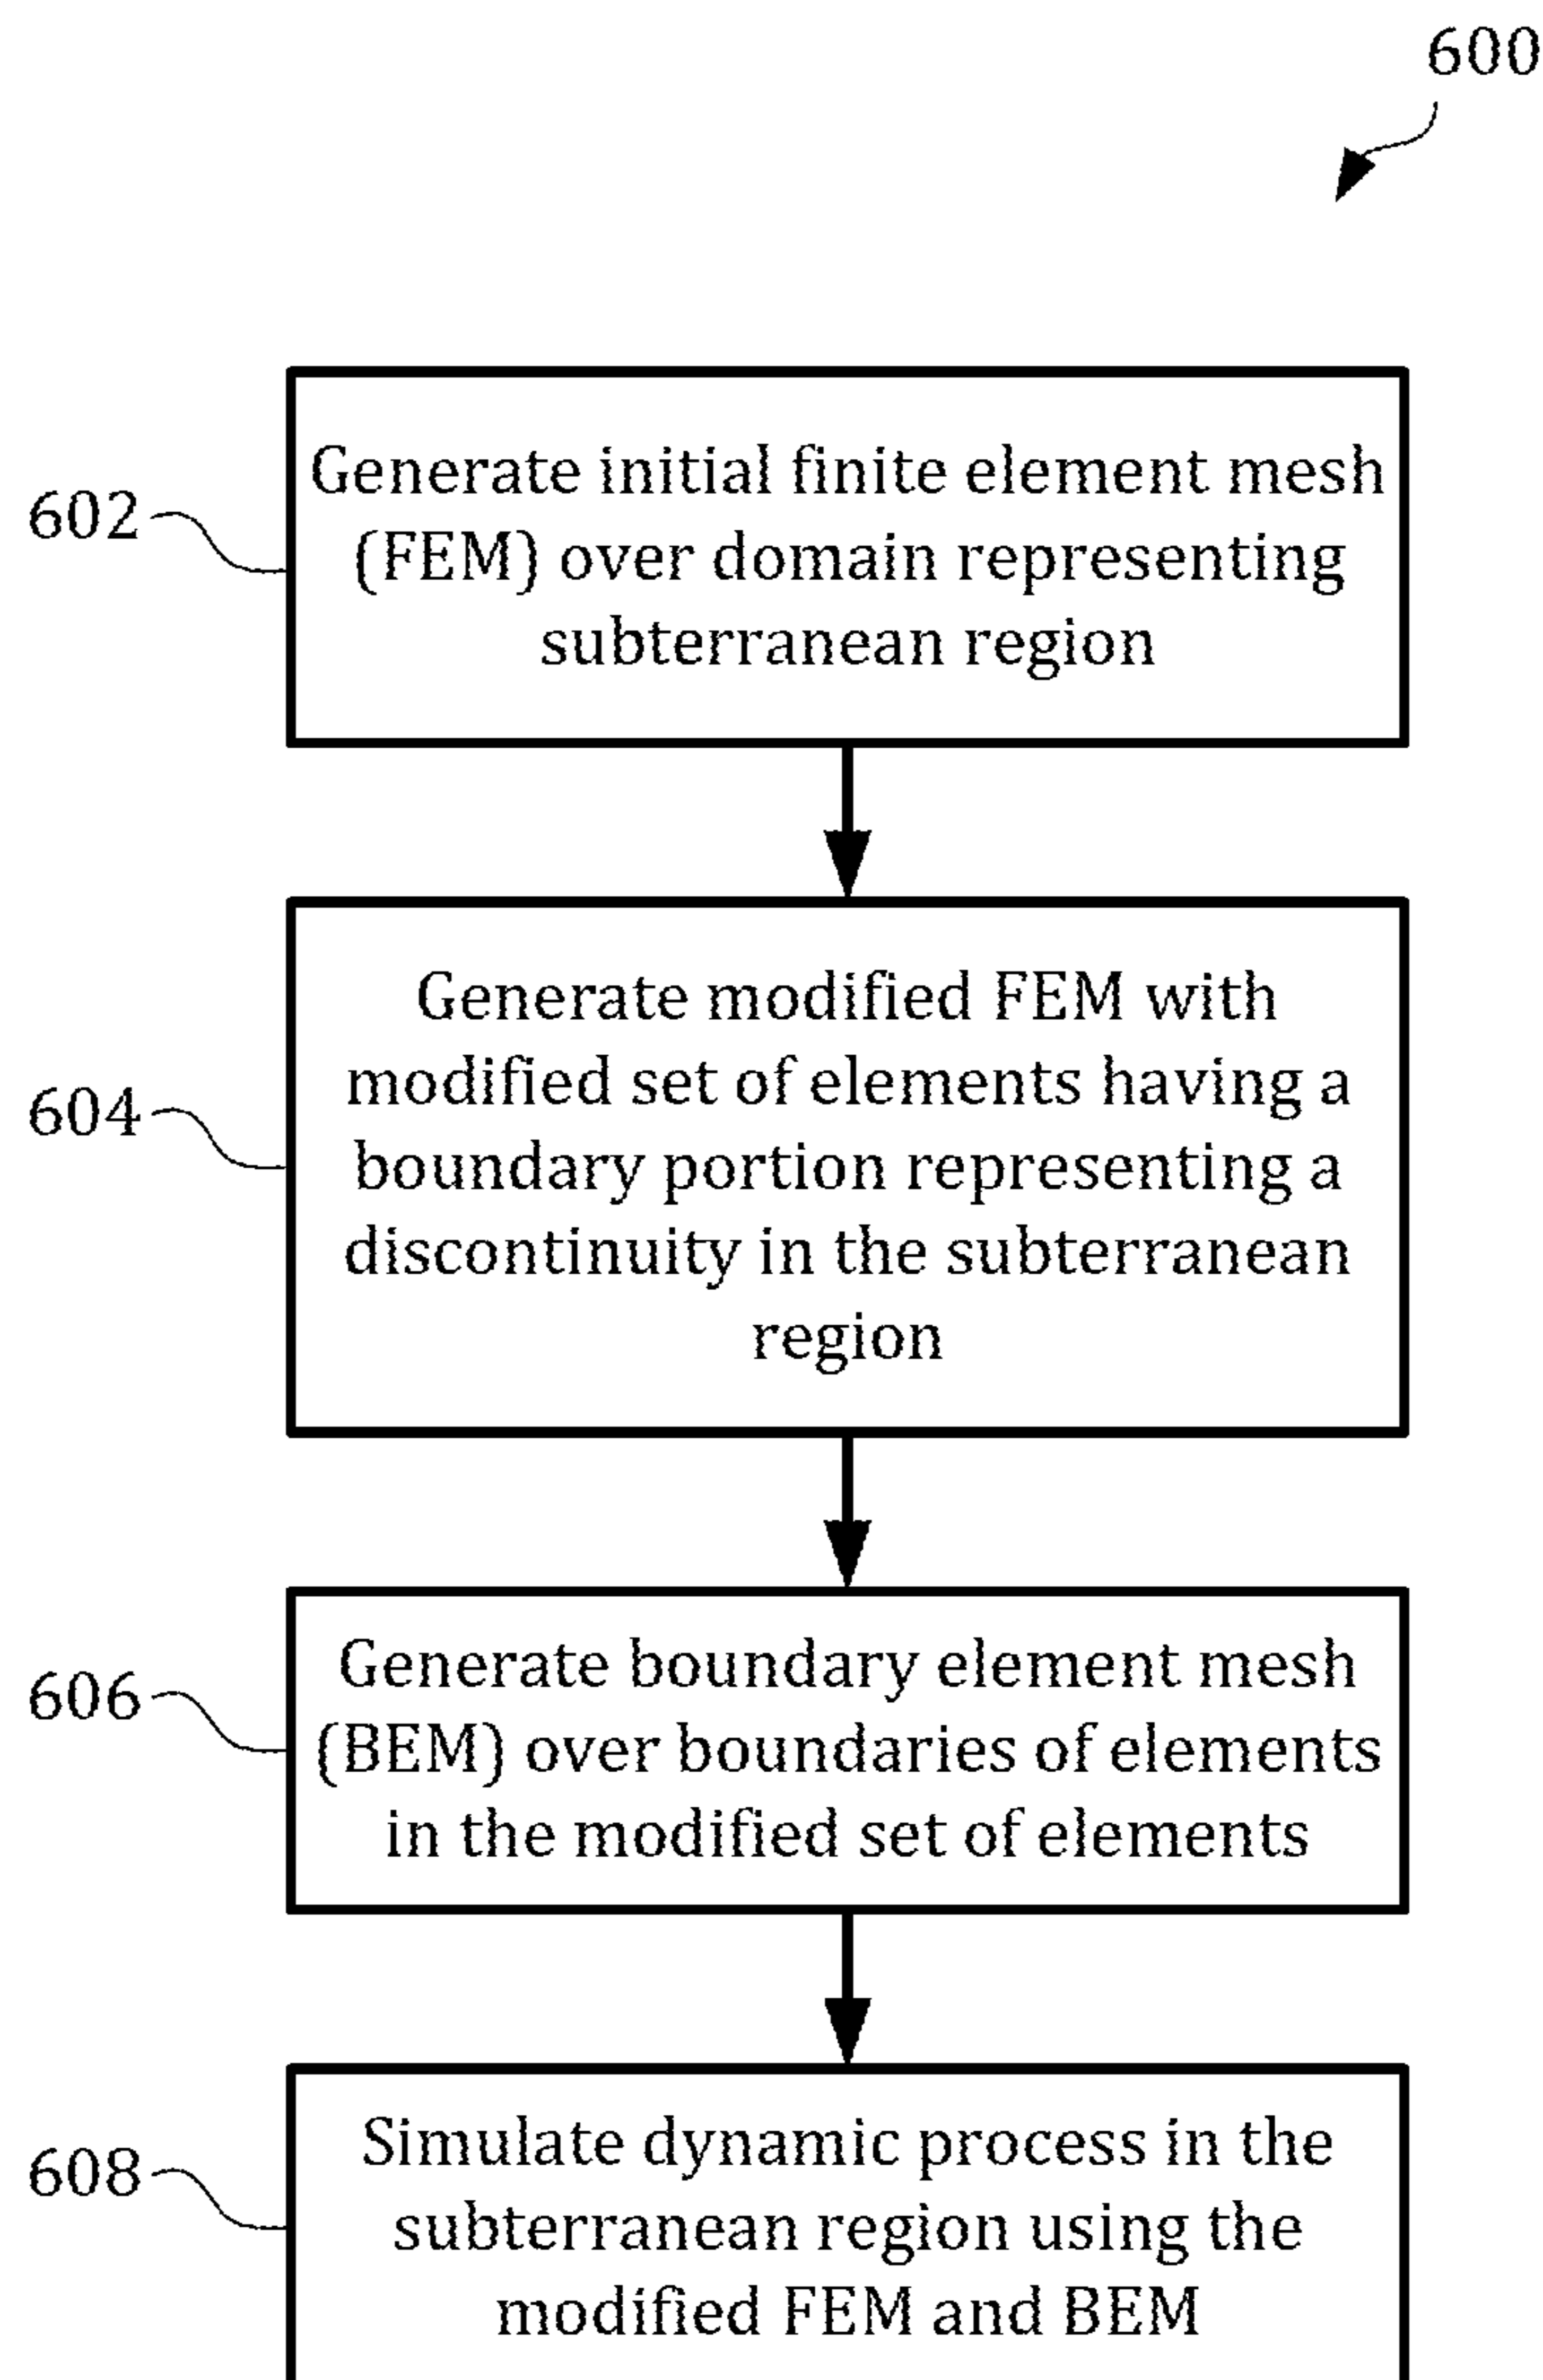 600
602
Generate initial finite element mesh
(FEM) over domain representing
subterranean region
604
Generate modified FEM with
modified set of elements having a
boundary portion representing a
discontinuity in the subterranean
region
606
Generate boundary element mesh
(BEM) over boundaries of elements
in the modified set of elements
608
Simulate dynamic process in the
subterranean region using the
modified FEM and BEM